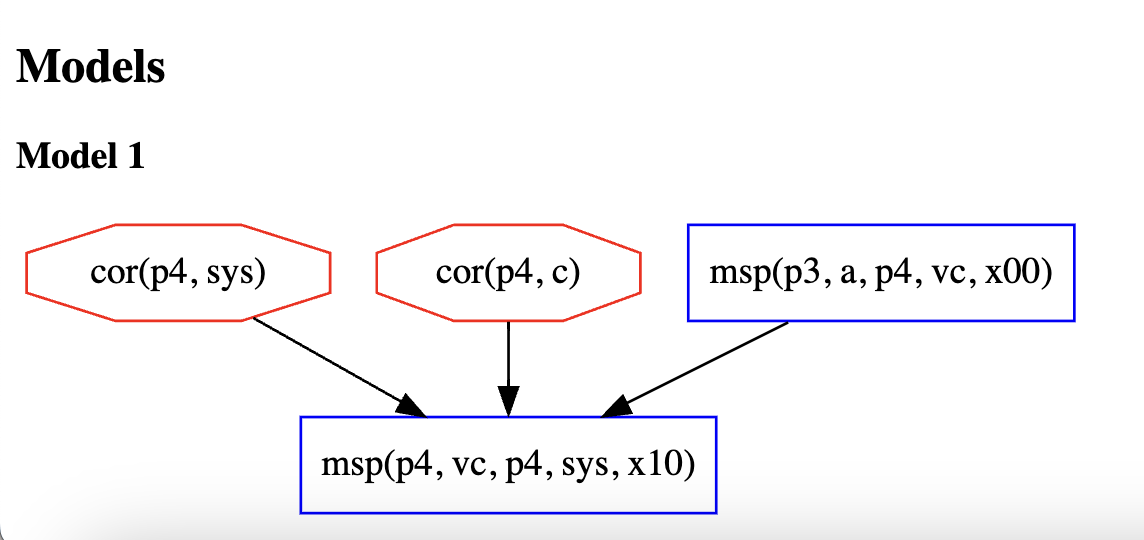 Models
Model 1
cor(p4, sys)
cor(p4, c)
msp(p3, a, p4, vc, x00)
msp(p4, vc, p4, sys, x10)